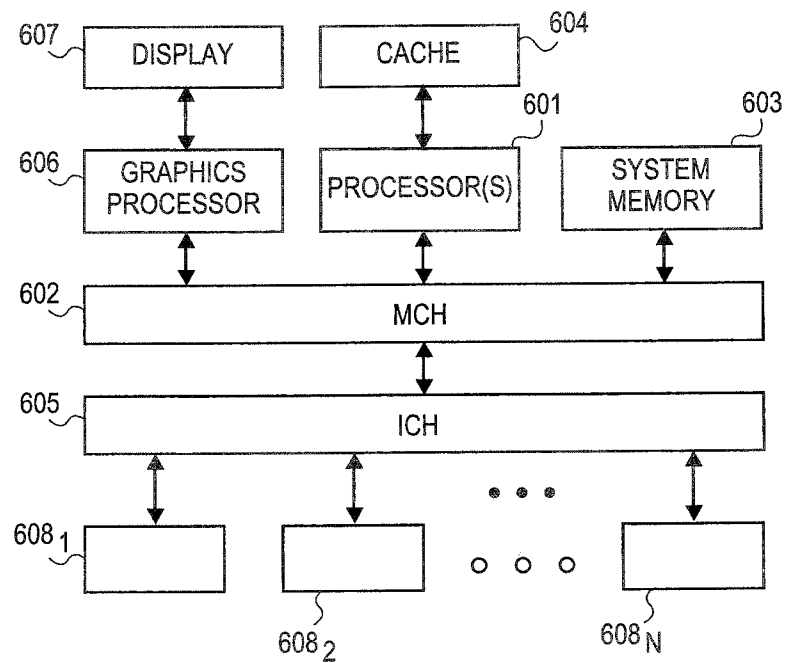 607
DISPLAY
CACHE
604
606
GRAPHICS
PROCESSOR
PROCESSOR(S)
601
SYSTEM
MEMORY
603
602
MCH
605
ICH
608 1
608 2
608 N